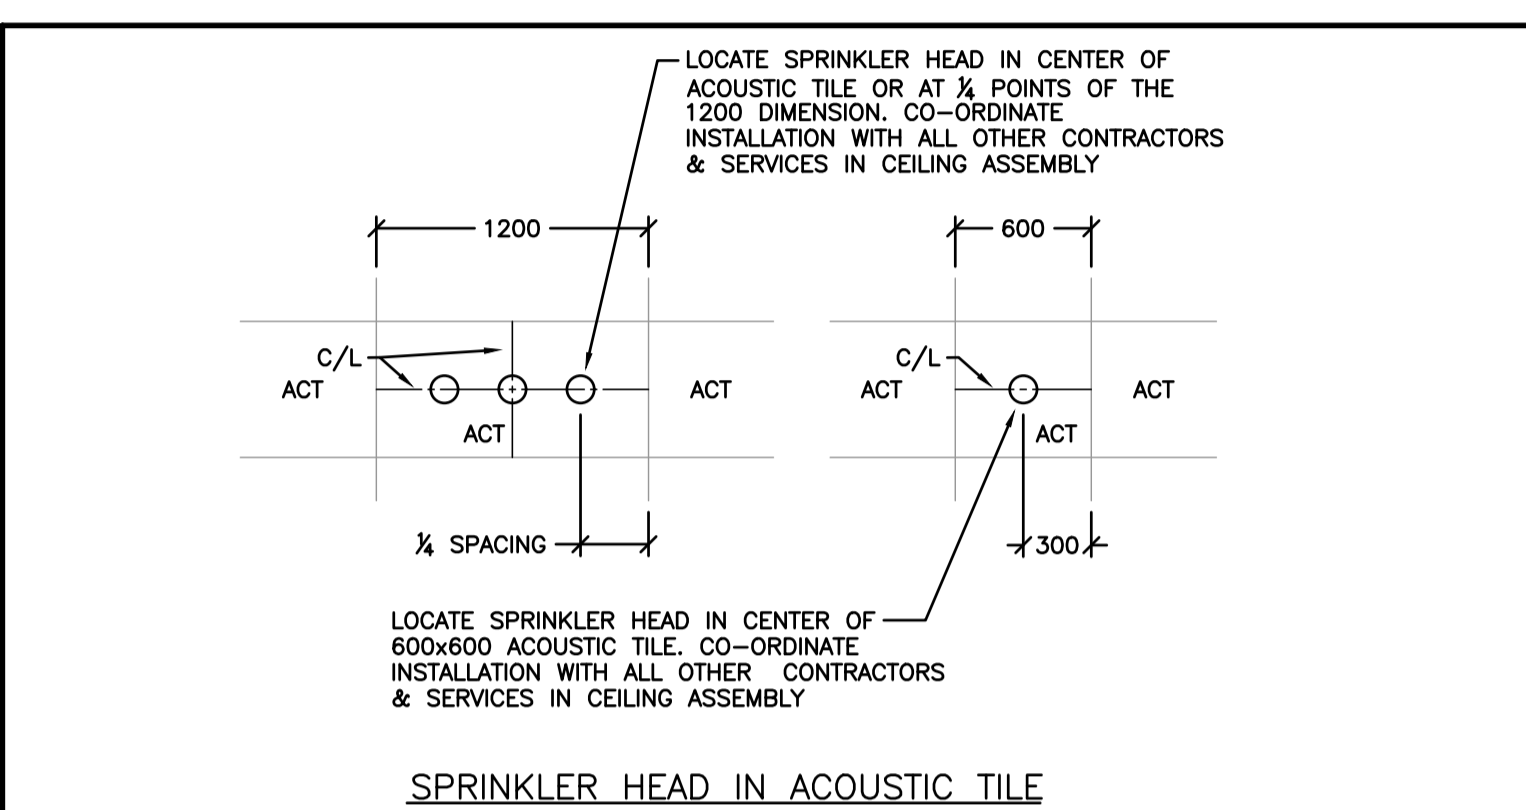 LOCATE SPRINKLER HEAD IN CENTER OF
ACOUSTIC TILE OR AT ¼ POINTS OF THE
1200 DIMENSION. CO-ORDINATE
INSTALLATION WITH ALL OTHER CONTRACTORS
& SERVICES IN CEILING ASSEMBLY
1200
600
C/L
ACT
ACT
ACT
C/L
ACT
ACT
ACT
¼ SPACING
300
LOCATE SPRINKLER HEAD IN CENTER OF
600x600 ACOUSTIC TILE. CO-ORDINATE
INSTALLATION WITH ALL OTHER CONTRACTORS
& SERVICES IN CEILING ASSEMBLY
SPRINKLER HEAD IN ACOUSTIC TILE